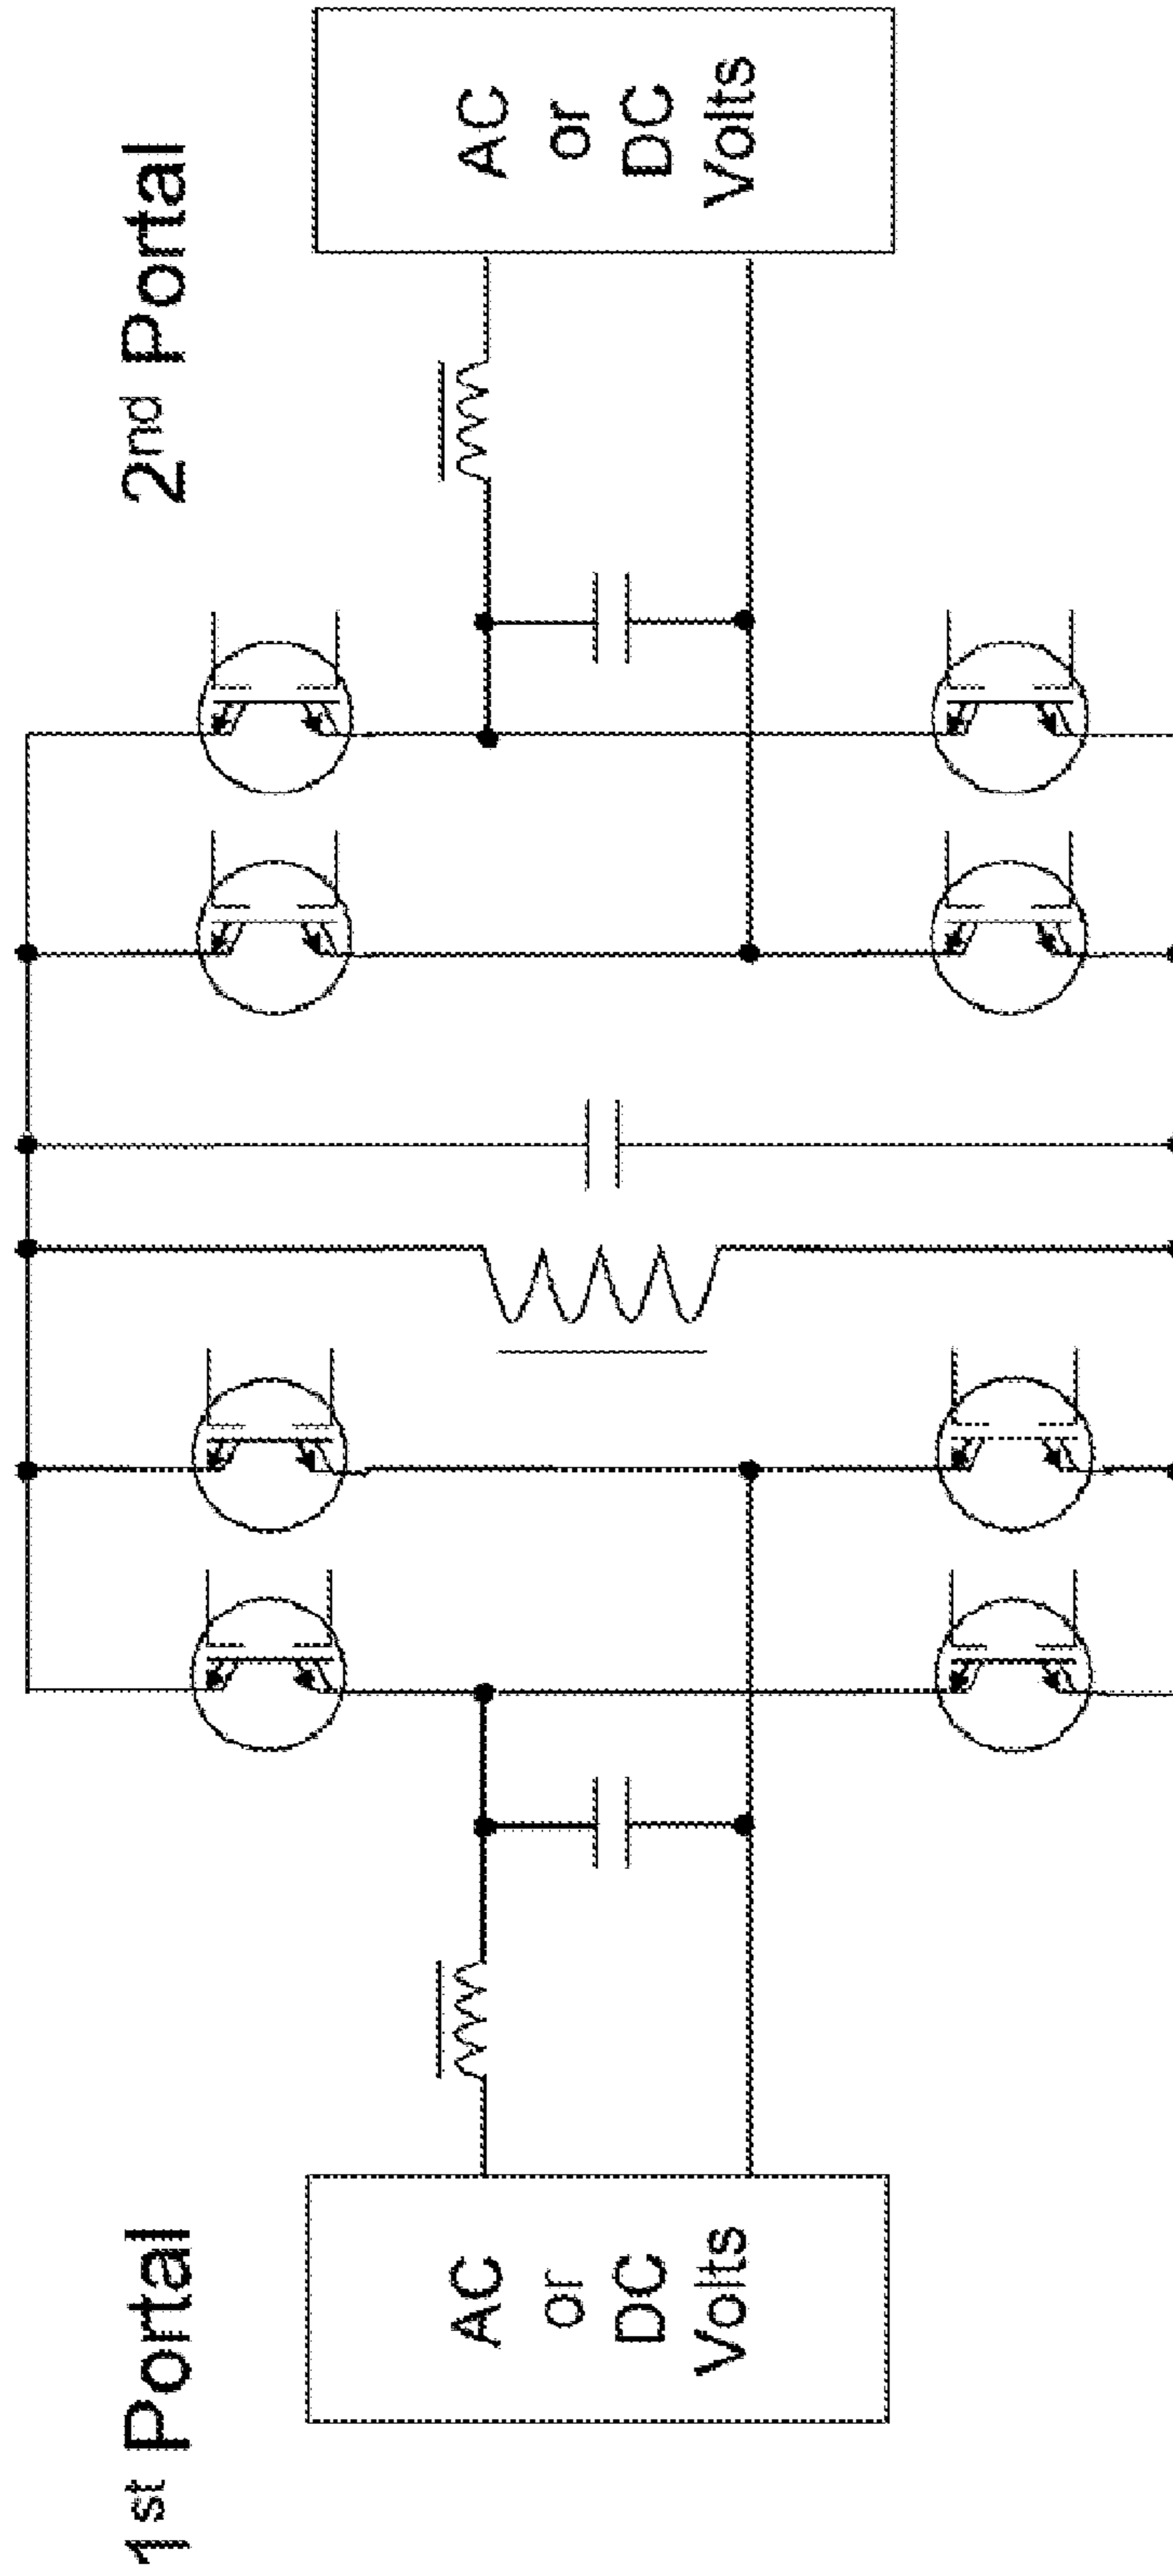 1st Portal
AC
or
DC
Volts
2nd Portal
AC
or
DC
Volts